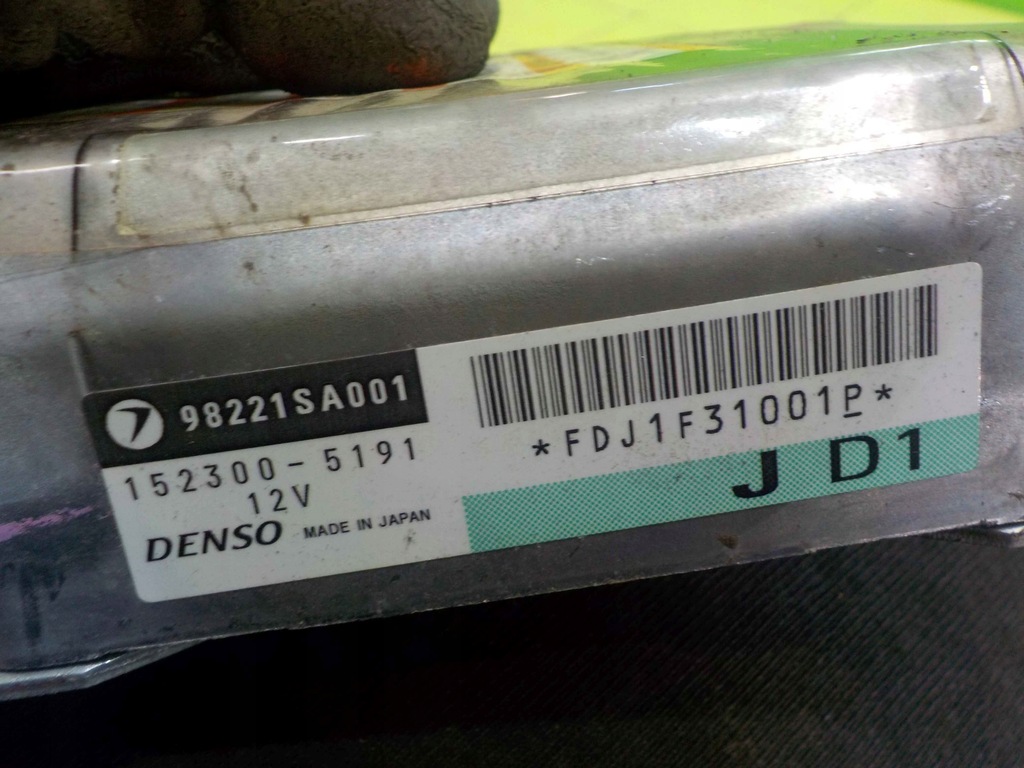 98221SA001
152300-5191
12V
DENSO MADE IN JAPAN
*FDJ1F31001P*
J D1